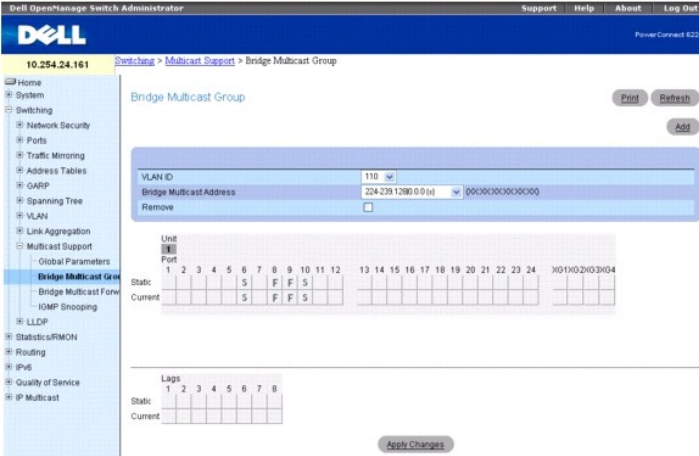 Dell OpenManage Switch Administrator
Support Help About Log Out
DELL
PowerConnect 622
10.254.24.161
Switching > Multicast Support > Bridge Multicast Group
Home
System
Switching
Network Security
Ports
Traffic Mirroring
Address Tables
GARP
Spanning Tree
VLAN
Link Aggregation
Multicast Support
Global Parameters
Bridge Multicast Grou
Bridge Multicast Forw
IGMP Snooping
LLDP
Statistics/RMON
Routing
IPv6
Quality of Service
IP Multicast
Bridge Multicast Group
Print Refresh
Add
VLAN ID 110
Bridge Multicast Address
Remove
Unit
1
Port
1 2 3 4 5 6 7 8 9 10 11 12 13 14 15 16 17 18 19 20 21 22 23 24 XG1 XG2 XG3 XG4
Static S F F S
Current S F F S
Lags
1 2 3 4 5 6 7 8
Static
Current
Apply Changes